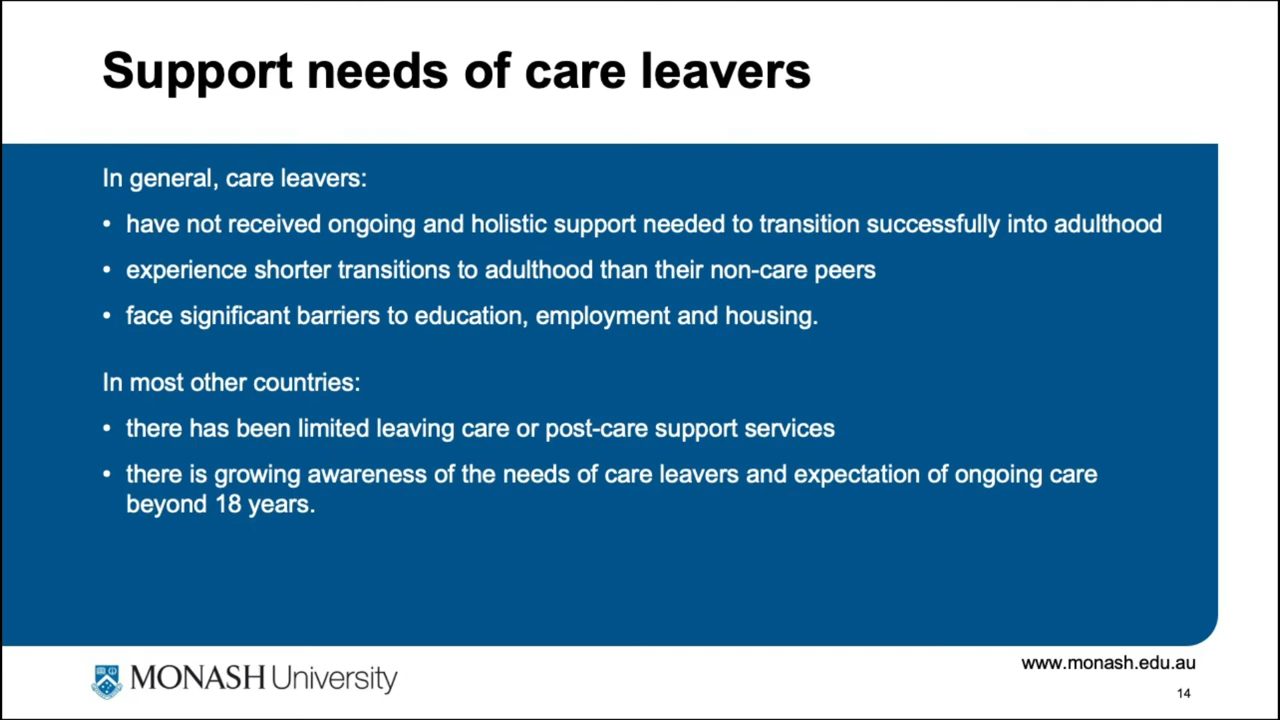 Support needs of care leavers
In general, care leavers:
• have not received ongoing and holistic support needed to transition successfully into adulthood
• experience shorter transitions to adulthood than their non-care peers
• face significant barriers to education, employment and housing.
In most other countries:
• there has been limited leaving care or post-care support services
• there is growing awareness of the needs of care leavers and expectation of ongoing care
beyond 18 years.
MONASH University
www.monash.edu.au
14